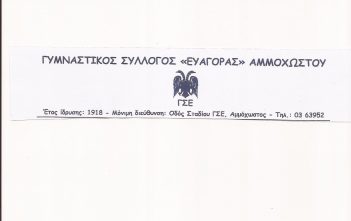 ΓΥΜΝΑΣΤΙΚΟΣ ΣΥΛΛΟΓΟΣ «ΕΥΑΓΟΡΑΣ» ΑΜΜΟΧΩΣΤΟΥ
ΓΣΕ
Έτος ίδρυσης: 1918 - Μόνιμη διεύθυνση: Οδός Σταδίου ΓΣΕ, Αμμόχωστος - Τηλ.: 03 63952